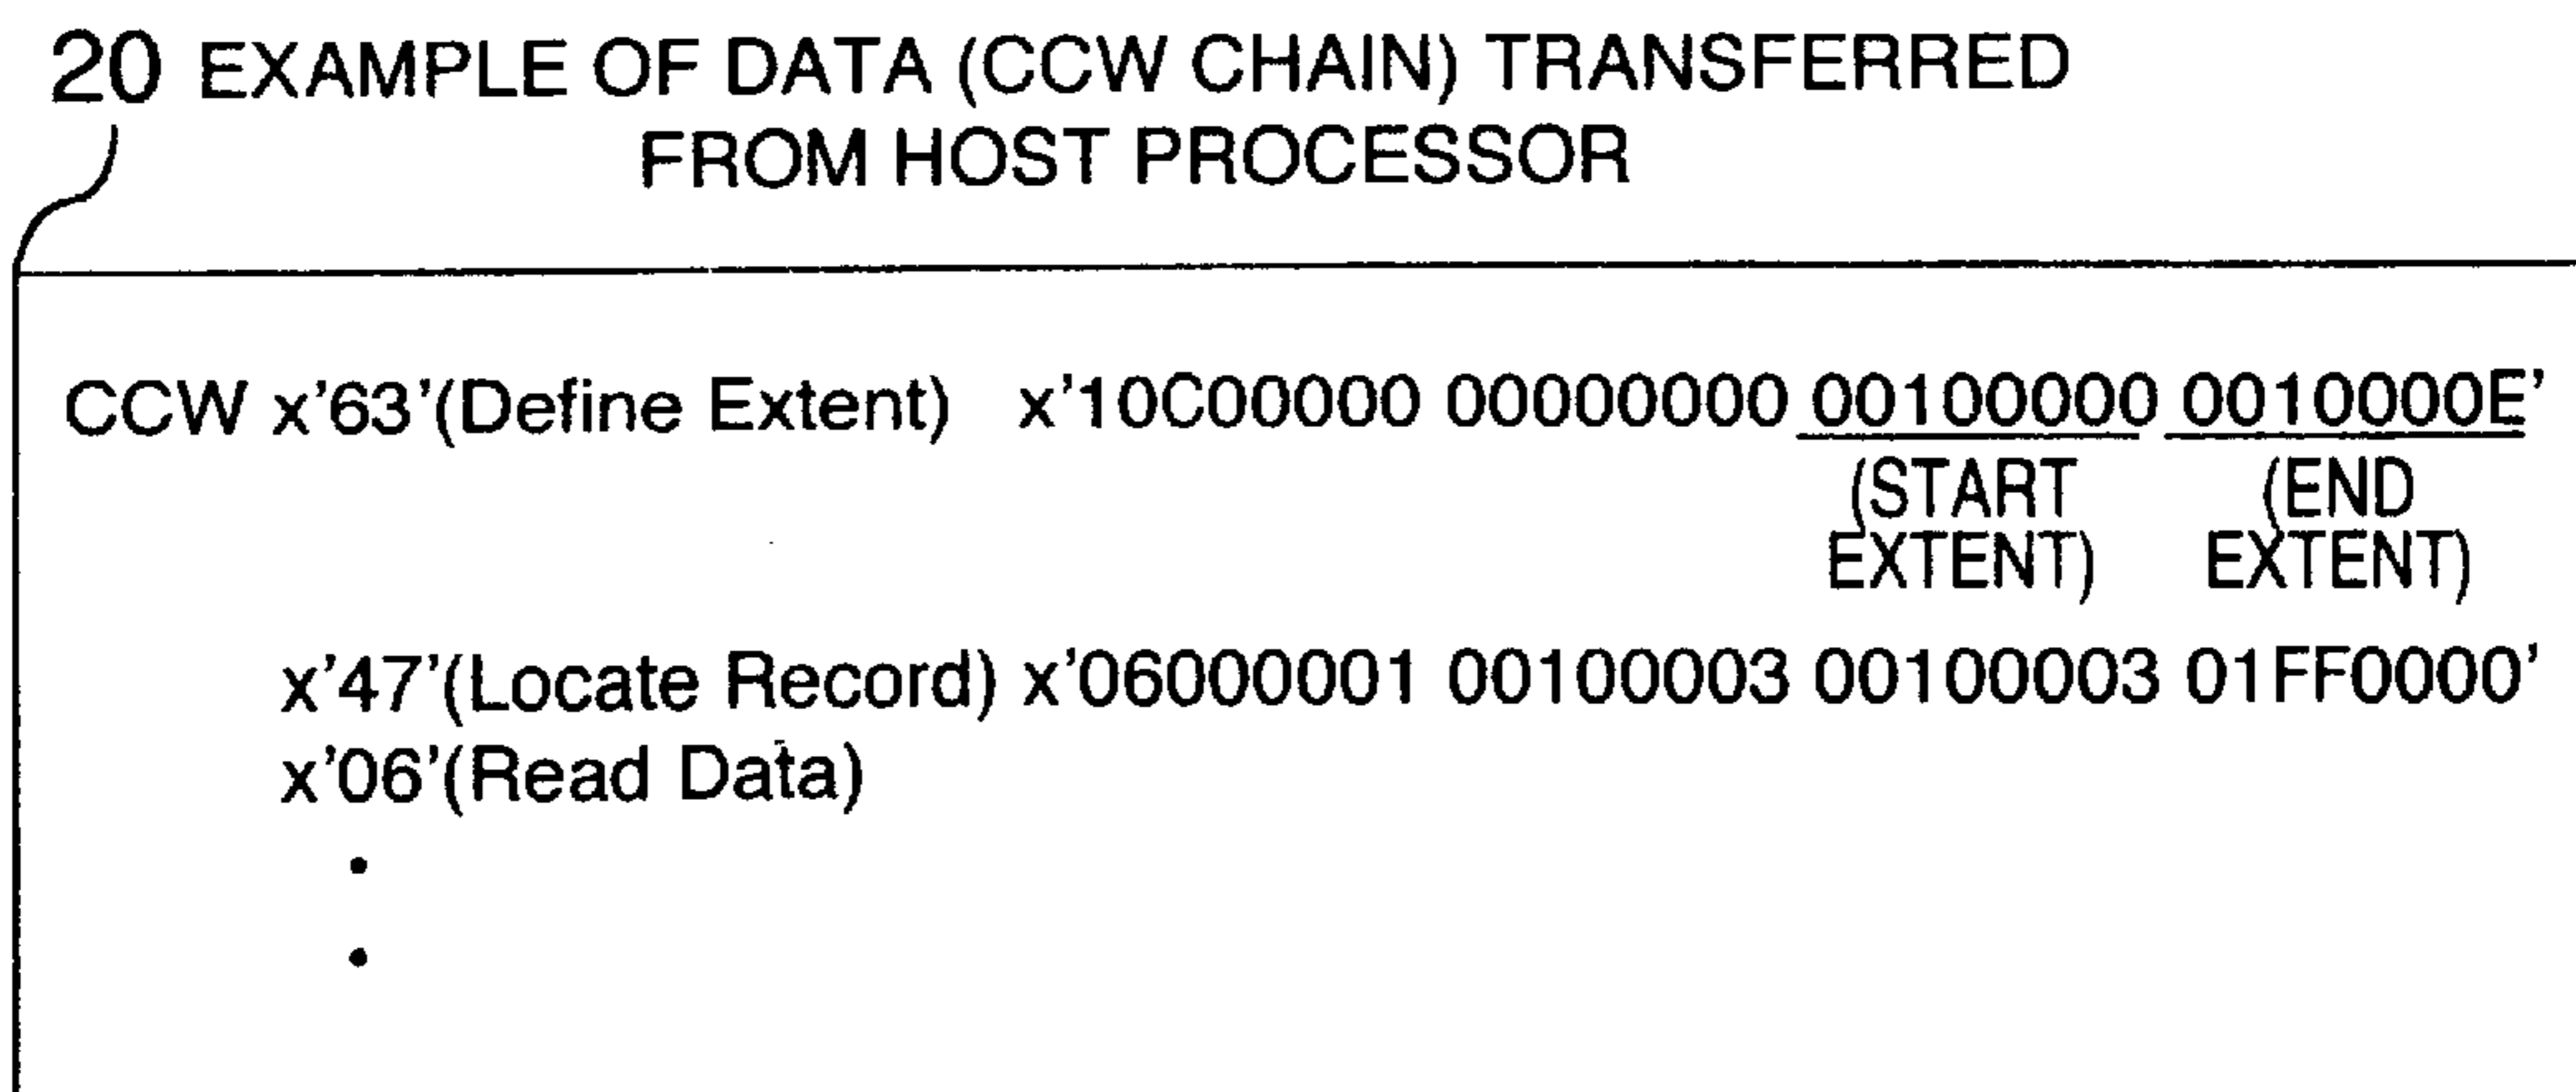 20 EXAMPLE OF DATA (CCW CHAIN) TRANSFERRED
FROM HOST PROCESSOR
CCW x'63'(Define Extent) x'10C00000 00000000 00100000 0010000E'
(START EXTENT) (END EXTENT)
x'47'(Locate Record) x'06000001 00100003 00100003 01FF0000'
x'06'(Read Data)